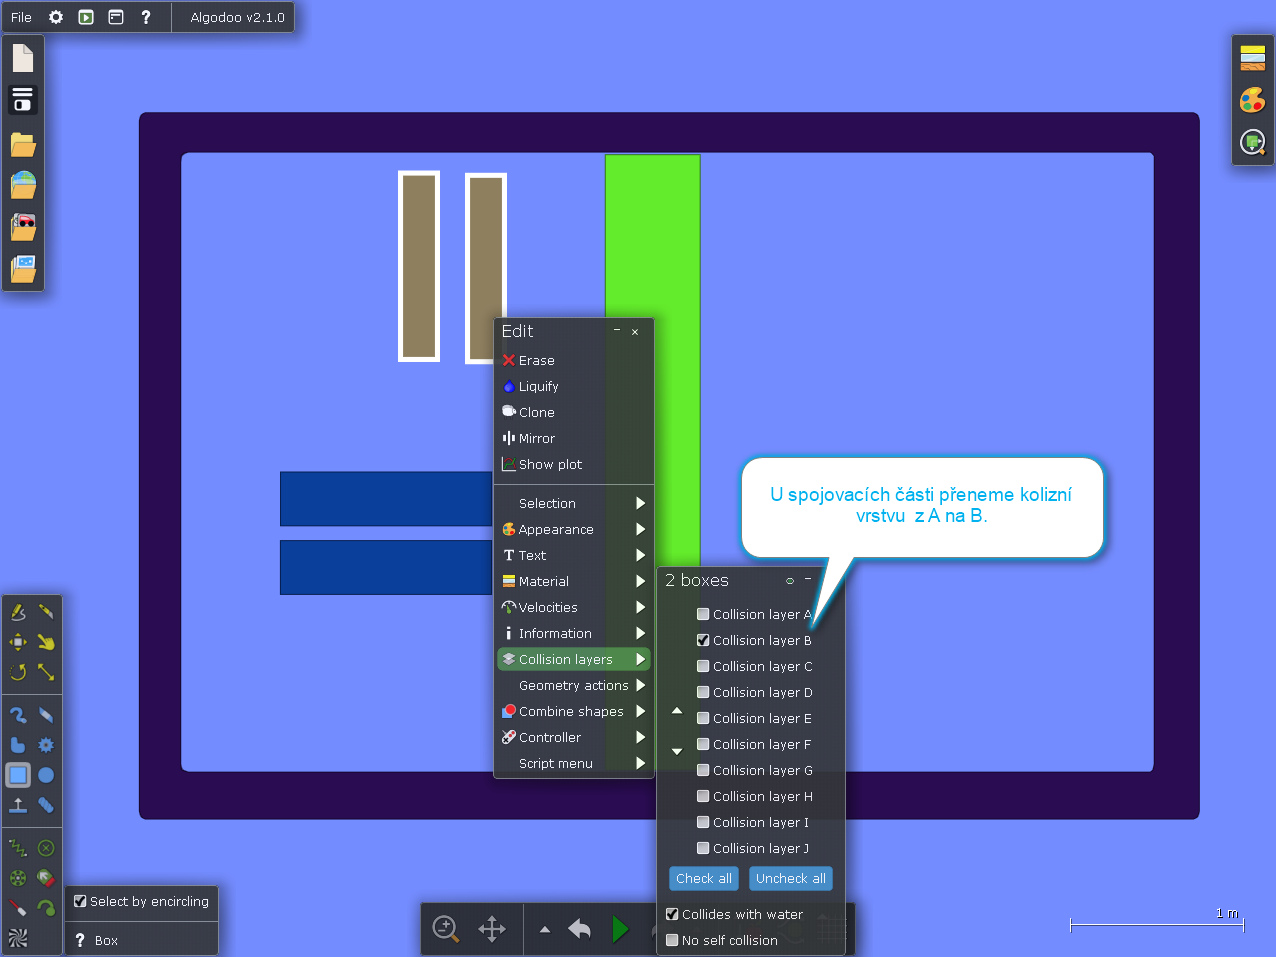 File ? Algodoo v2.1.0
Edit
Erase
Liquify
Clone
Mirror
Show plot
Selection
Appearance
Text
Material
Velocities
Information
Collision layers
Geometry actions
Combine shapes
Controller
Script menu
U spojovacích části přeneme kolizní
vrstvu z A na B.
2 boxes
Collision layer A
Collision layer B
Collision layer C
Collision layer D
Collision layer E
Collision layer F
Collision layer G
Collision layer H
Collision layer I
Collision layer J
Check all Uncheck all
Collides with water
No self collision
Select by encircling
? Box
1 m